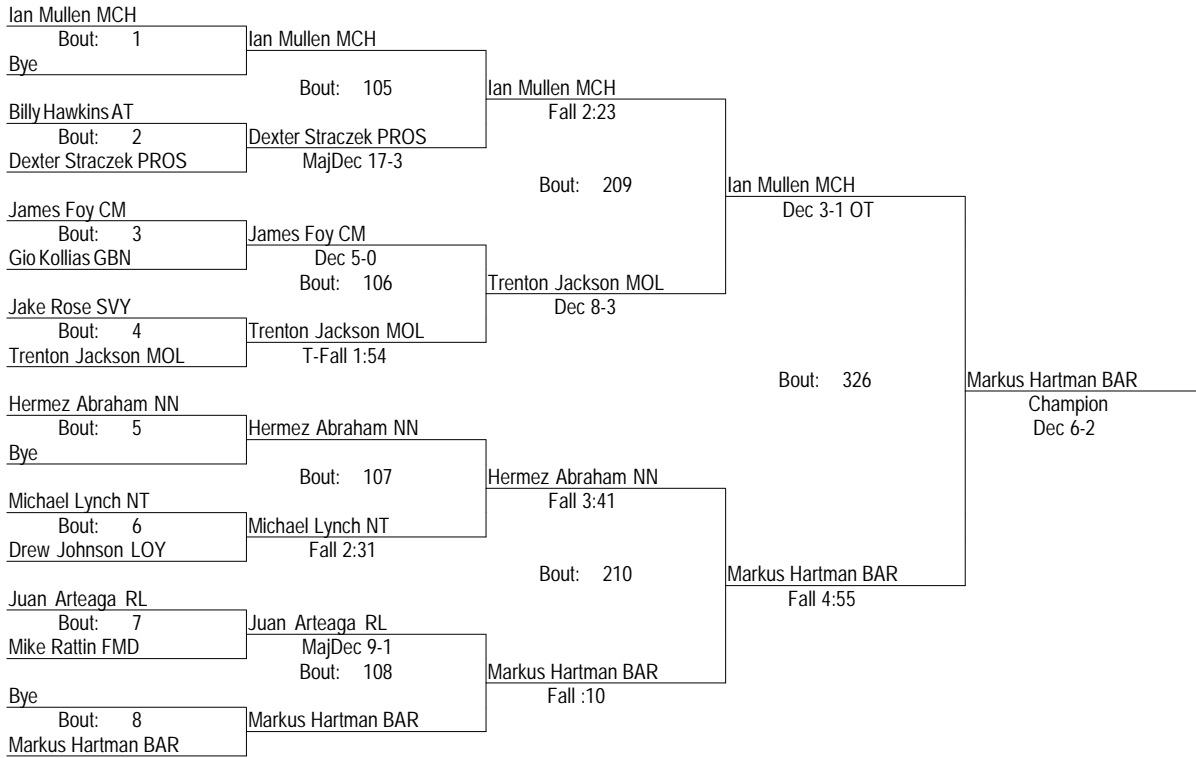 Ian Mullen MCH
Bout: 1
Bye
Billy Hawkins AT
Bout: 2
Dexter Straczek PROS
James Foy CM
Bout: 3
Gio Kollias GBN
Jake Rose SVY
Bout: 4
Trenton Jackson MOL
Hermez Abraham NN
Bout: 5
Bye
Michael Lynch NT
Bout: 6
Drew Johnson LOY
Juan Arteaga RL
Bout: 7
Mike Rattin FMD
Bye
Bout: 8
Markus Hartman BAR
Ian Mullen MCH
Bout: 105
Dexter Straczek PROS
MajDec 17-3
James Foy CM
Dec 5-0
Bout: 106
Trenton Jackson MOL
T-Fall 1:54
Hermez Abraham NN
Bout: 107
Michael Lynch NT
Fall 2:31
Juan Arteaga RL
MajDec 9-1
Bout: 108
Markus Hartman BAR
Ian Mullen MCH
Fall 2:23
Bout: 209
Trenton Jackson MOL
Dec 8-3
Hermez Abraham NN
Fall 3:41
Bout: 210
Markus Hartman BAR
Fall :10
Ian Mullen MCH
Dec 3-1 OT
Bout: 326
Markus Hartman BAR
Fall 4:55
Markus Hartman BAR
Champion
Dec 6-2